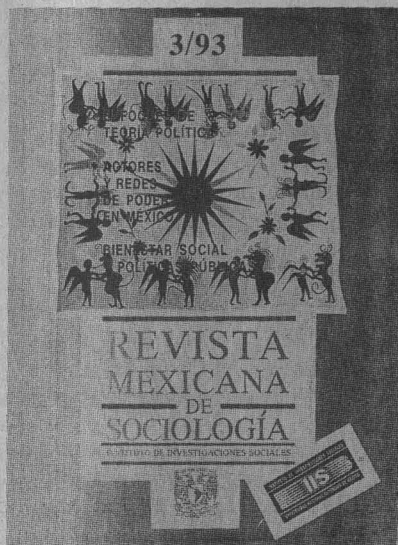 3/93
TEORÍA POLÍTICA
ACTORES
Y REDES
DE PODER
EN MÉXICO
BIENESTAR SOCIAL
POLÍTICAS
REVISTA
MEXICANA
DE
SOCIOLOGÍA
INSTITUTO DE INVESTIGACIONES SOCIALES
IIS